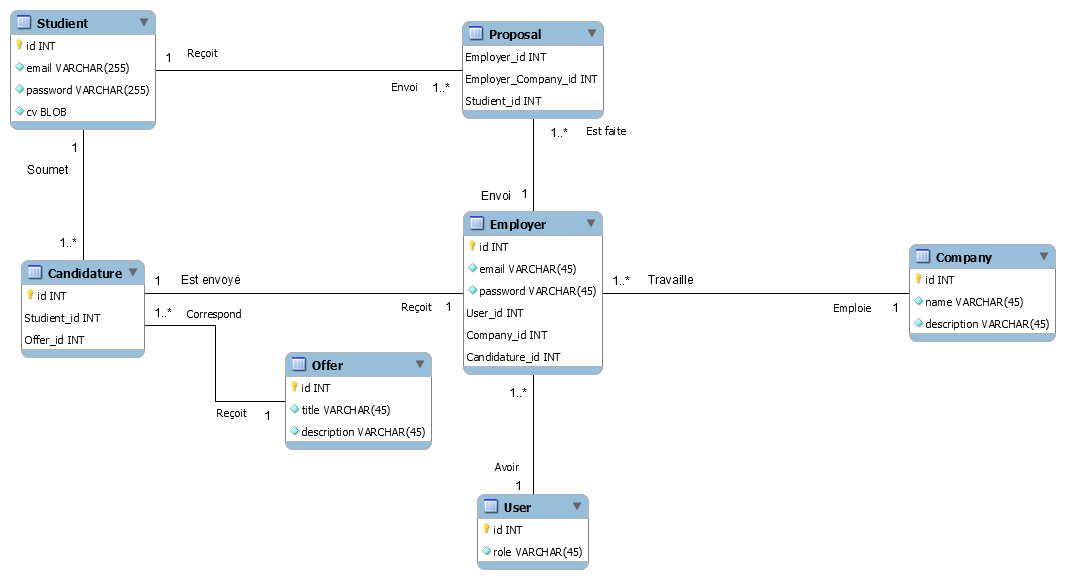 Studient
id INT
email VARCHAR(255)
password VARCHAR(255)
cv BLOB
1
Reçoit
Envoi
1..*
Proposal
Employer_id INT
Employer_Company_id INT
Studient_id INT
1..*
Est faite
Envoi
1
1
Soumet
1..*
Candidature
id INT
Studient_id INT
Offer_id INT
1
Est envoyé
Reçoit
1
1..*
Correspond
Reçoit
1
Offer
id INT
title VARCHAR(45)
description VARCHAR(45)
Employer
id INT
email VARCHAR(45)
password VARCHAR(45)
User_id INT
Company_id INT
Candidature_id INT
1..*
Travaille
Emploie
1
Company
id INT
name VARCHAR(45)
description VARCHAR(45)
1..*
Avoir
1
User
id INT
role VARCHAR(45)